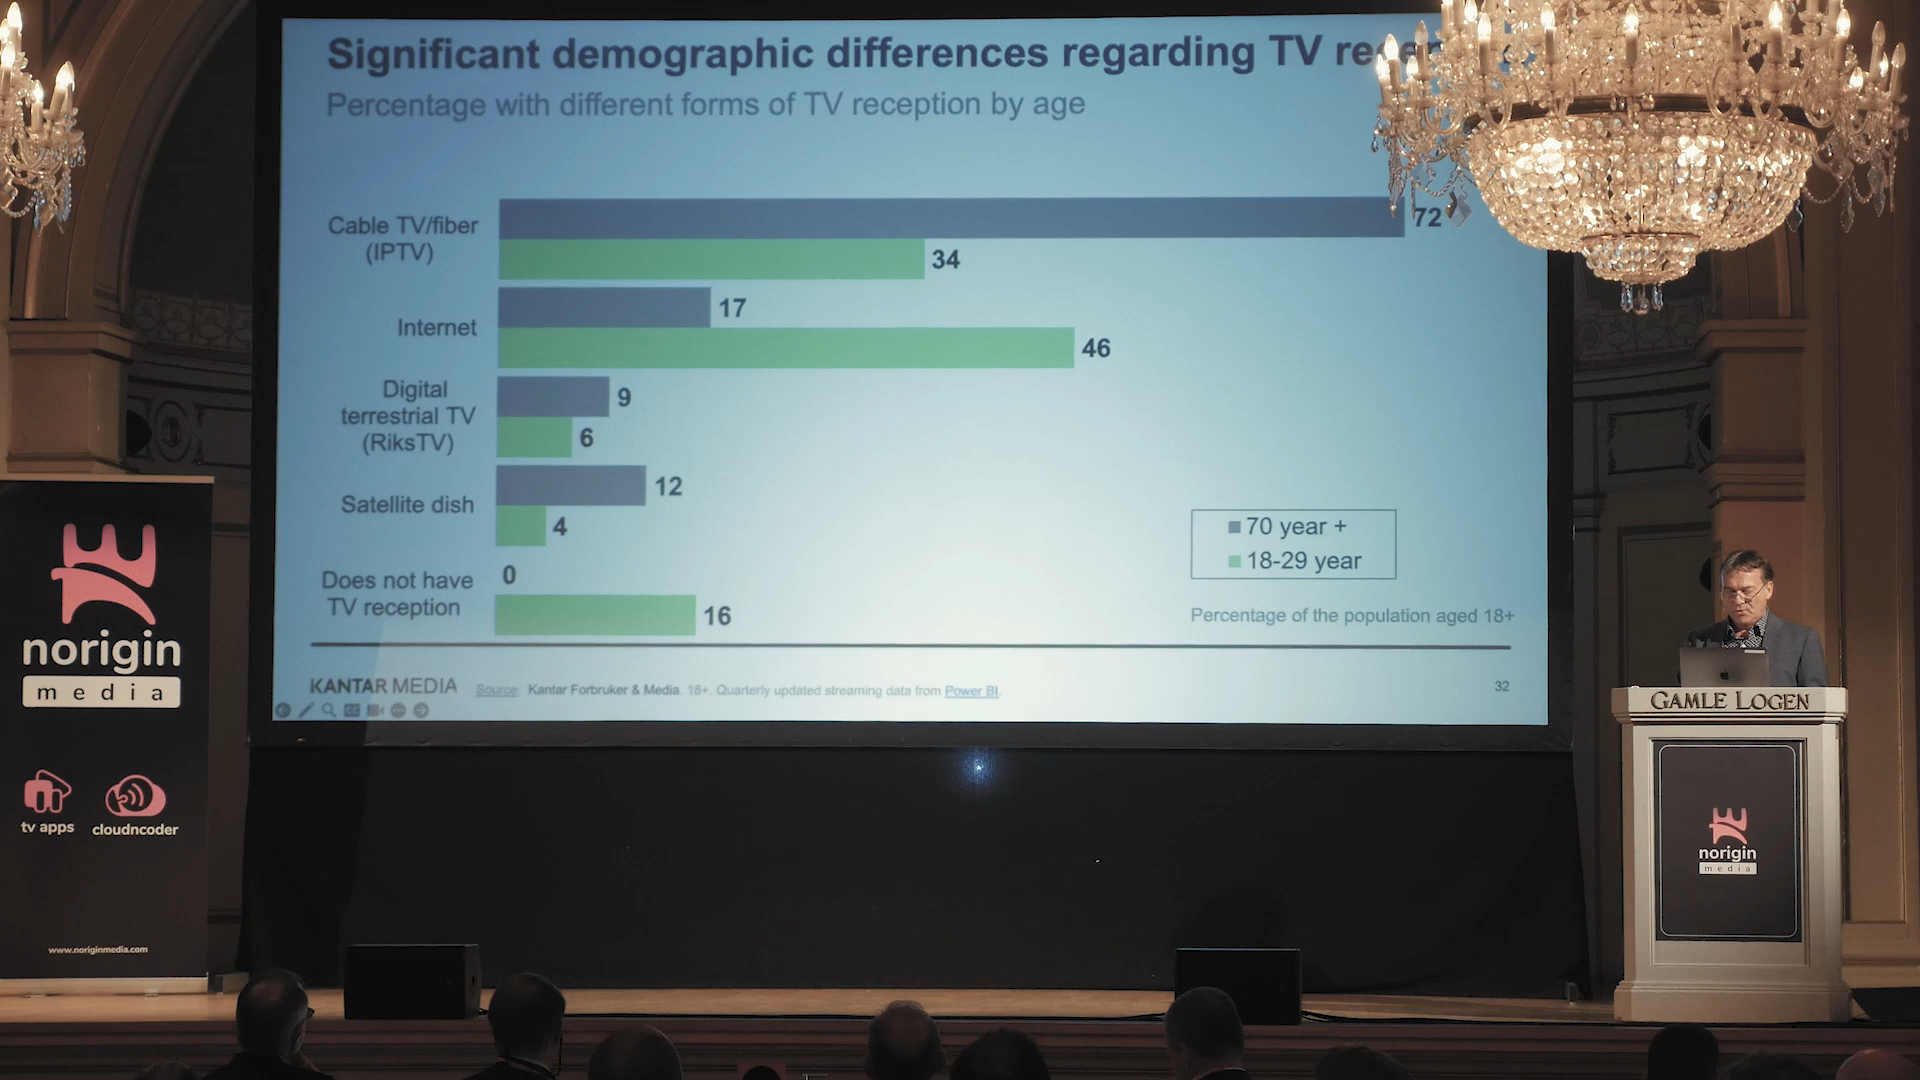 Significant demographic differences regarding TV
Percentage with different forms of TV reception by age
Cable TV/fiber
(IPTV)
72
34
Internet
17
46
Digital
terrestrial TV
(RiksTV)
9
6
Satellite dish
12
4
Does not have
TV reception
0
16
70 year +
18-29 year
Percentage of the population aged 18+
KANTAR MEDIA
Source: Kantar Forbruker & Media. 18+. Quarterly updated streaming data from Power BI.
32
norigin
media
tv apps
cloudncoder
www.noriginmedia.com
GAMLE LOGEN
norigin
media